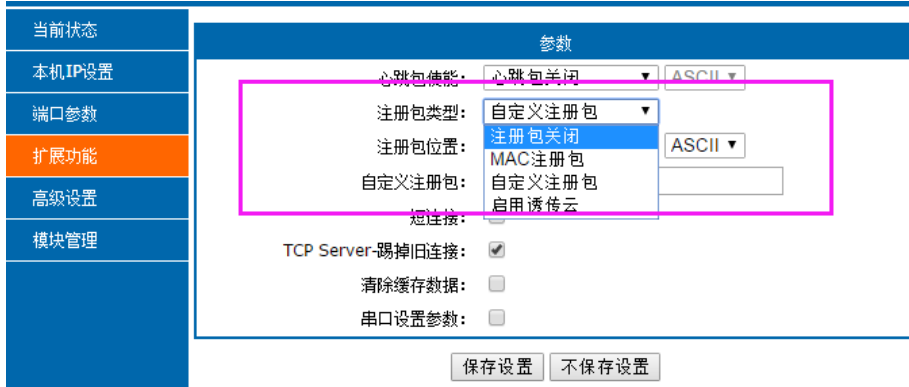 当前状态
本机IP设置
端口参数
扩展功能
高级设置
模块管理
参数
心跳包使能: 心跳包关闭 ASCII
注册包类型: 自定义注册包
注册包关闭
MAC注册包
自定义注册包
启用透传云
注册包位置: ASCII
自定义注册包:
短连接:
TCP Server-踢掉旧连接:
清除缓存数据:
串口设置参数:
保存设置 不保存设置